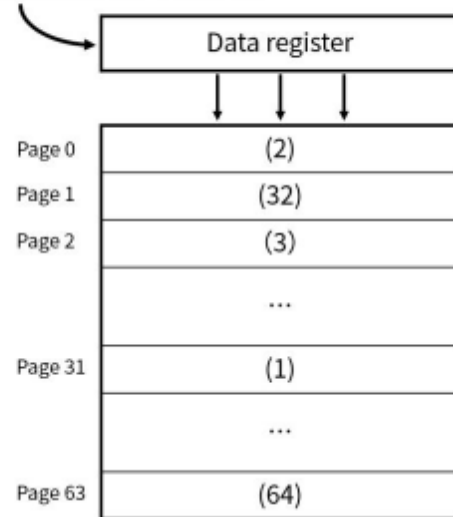 Data register
Page 0 (2)
Page 1 (32)
Page 2 (3)
...
Page 31 (1)
...
Page 63 (64)